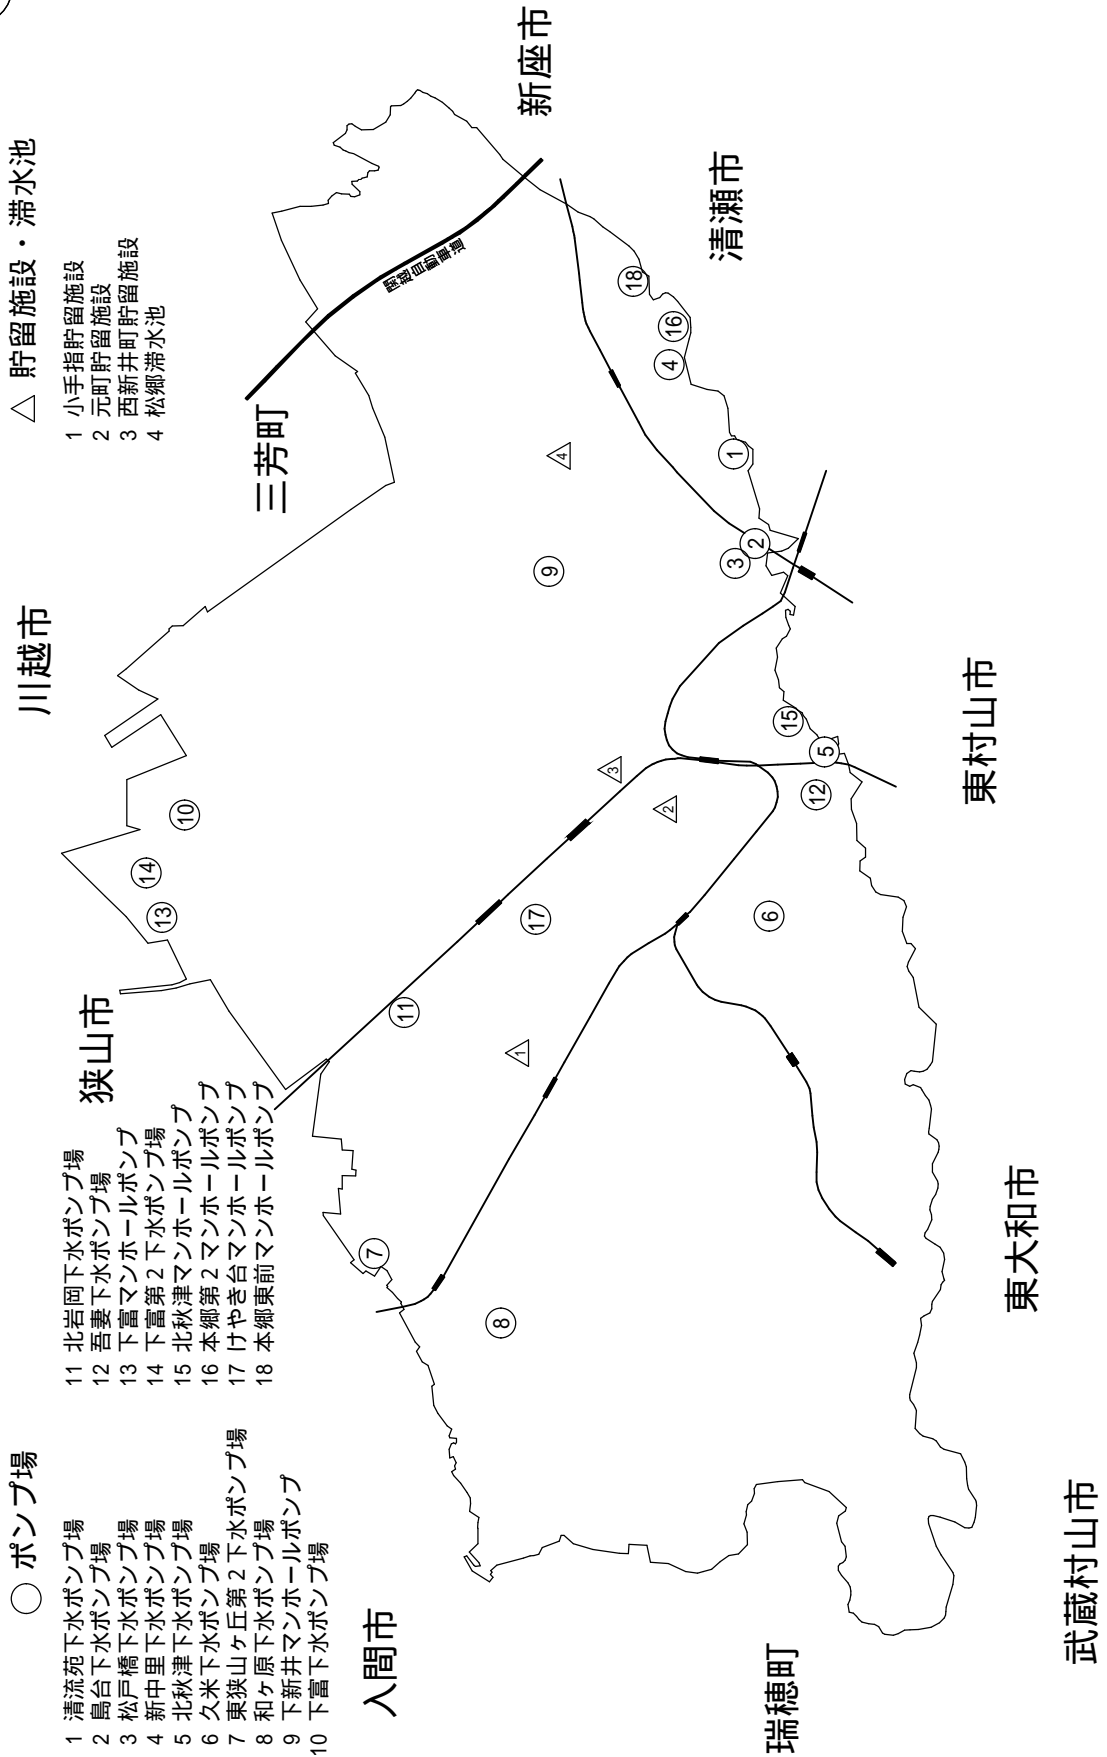 ○ ポンプ場
1 清流苑下水ポンプ場
2 島台下水ポンプ場
3 松戸橋下水ポンプ場
4 新中里下水ポンプ場
5 北秋津下水ポンプ場
6 久米下水ポンプ場
7 東狭山ヶ丘第2下水ポンプ場
8 和ヶ原下水ポンプ場
9 下新井マンホールポンプ
10 下富下水ポンプ場
11 北岩岡下水ポンプ場
12 吾妻下水ポンプ場
13 下富マンホールポンプ
14 下富第2下水ポンプ場
15 北秋津マンホールポンプ
16 本郷第2マンホールポンプ
17 けやき台マンホールポンプ
18 本郷東前マンホールポンプ
△ 貯留施設・滞水池
1 小手指貯留施設
2 元町貯留施設
3 西新井町貯留施設
4 松郷滞水池
狭山市
川越市
三芳町
新座市
関越自動車道
清瀬市
入間市
瑞穂町
武蔵村山市
東大和市
東村山市
7
8
11
13
14
10
17
9
6
12
5
15
3
2
1
4
16
18
1
2
3
4